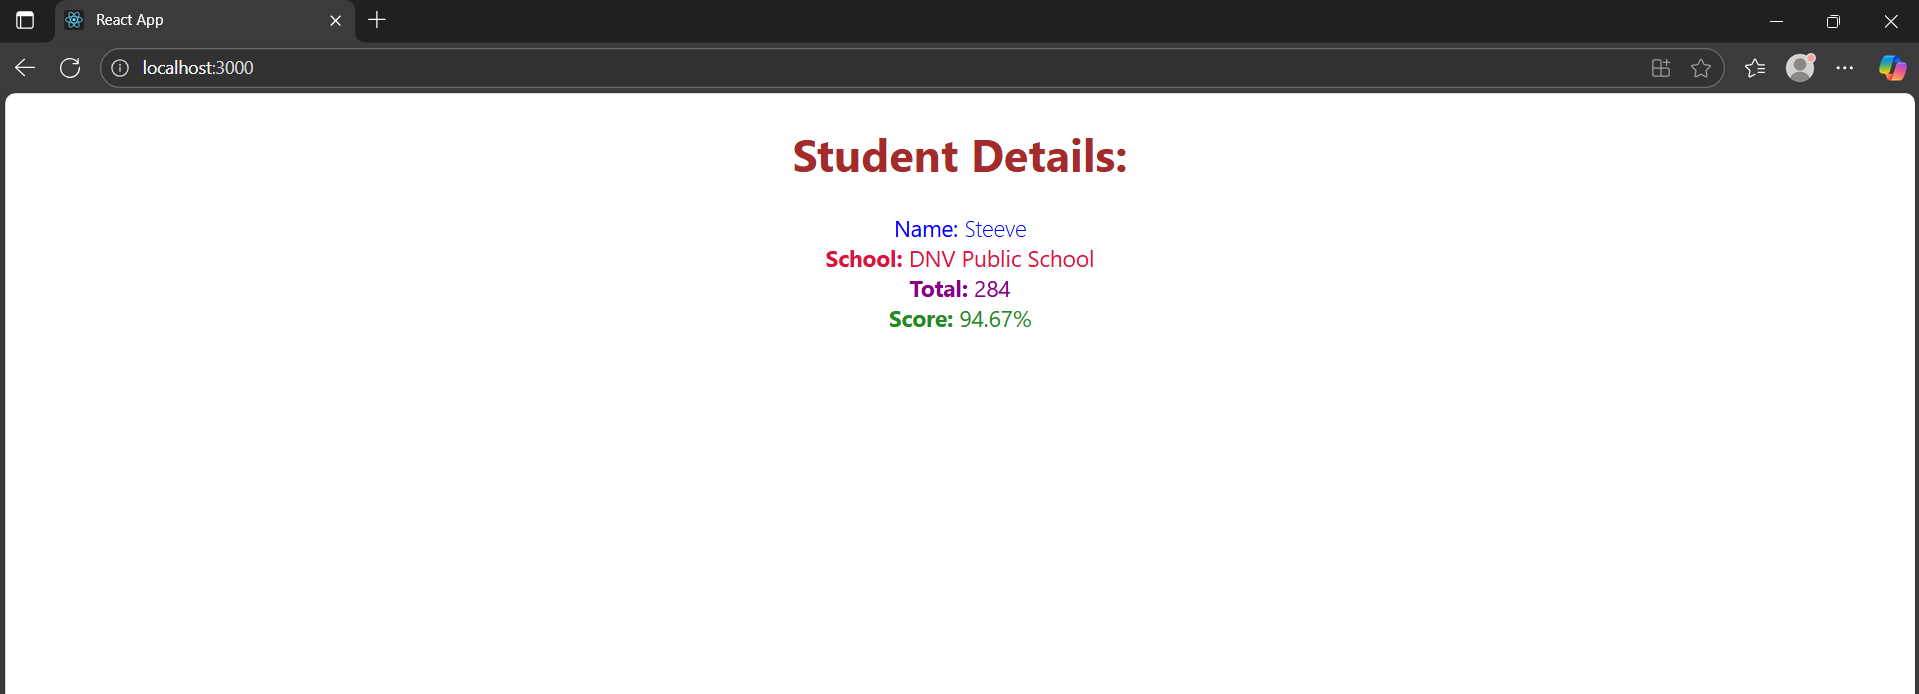 React App
localhost:3000
Student Details:
Name: Steeve
School: DNV Public School
Total: 284
Score: 94.67%